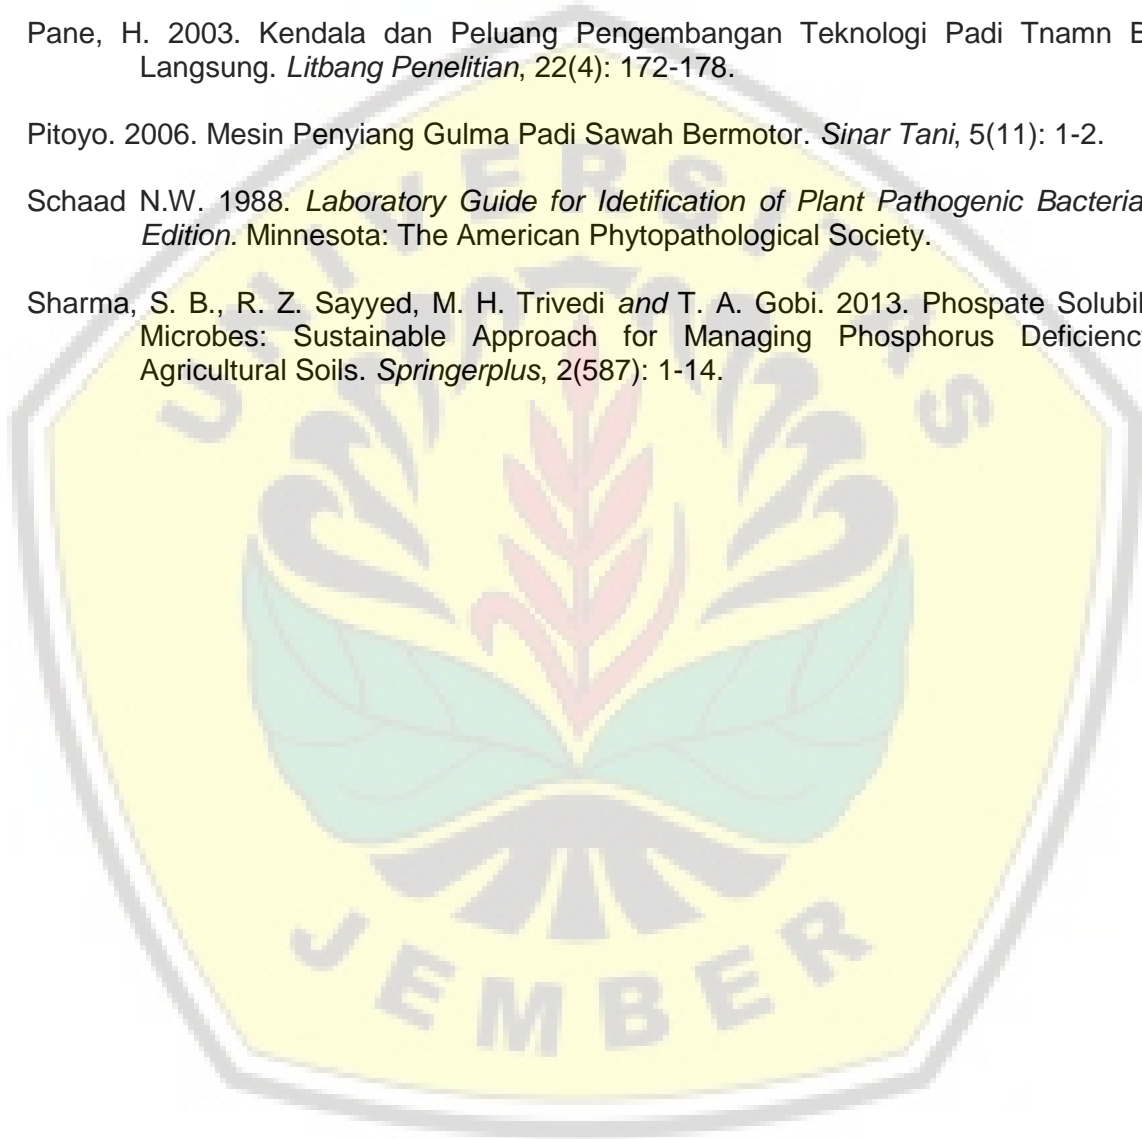 Pane, H. 2003. Kendala dan Peluang Pengembangan Teknologi Padi Tnamn
Langsung. Litbang Penelitian, 22(4): 172-178.
Pitoyo. 2006. Mesin Penyiang Gulma Padi Sawah Bermotor. Sinar Tani, 5(11): 1-2.
Schaad N.W. 1988. Laboratory Guide for Idetification of Plant Pathogenic Bacteria
Edition. Minnesota: The American Phytopathological Society.
Sharma, S. B., R. Z. Sayyed, M. H. Trivedi and T. A. Gobi. 2013. Phospate
Microbes: Sustainable Approach for Managing Phosphorus
Agricultural Soils. Springerplus, 2(587): 1-14.
UNIVERSITAS
JEMBER